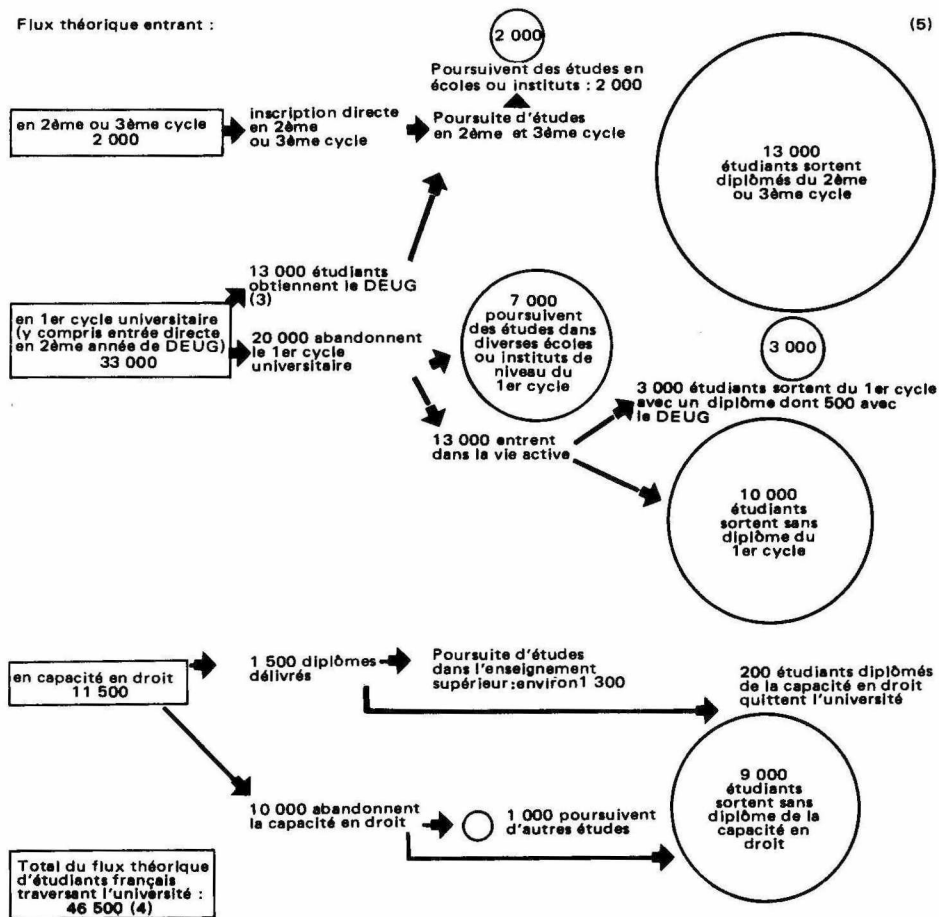 Flux théorique entrant :
(5)
2 000
Poursuivent des études en
écoles ou instituts : 2 000
en 2ème ou 3ème cycle
2 000
inscription directe
en 2ème
ou 3ème cycle
Poursuite d'études
en 2ème et 3ème cycle
13 000
étudiants sortent
diplômés du 2ème
ou 3ème cycle
13 000 étudiants
obtiennent le DEUG
(3)
en 1er cycle universitaire
(y compris entrée directe
en 2ème année de DEUG)
33 000
20 000 abandonnent
le 1er cycle
universitaire
7 000
poursuivent
des études dans
diverses écoles
ou instituts de
niveau du
1er cycle
3 000
3 000 étudiants sortent du 1er cycle
avec un diplôme dont 500 avec
le DEUG
13 000 entrent
dans la vie active
10 000
étudiants
sortent sans
diplôme du
1er cycle
en capacité en droit
11 500
1 500 diplômes
délivrés
Poursuite d'études
dans l'enseignement
supérieur:environ 1 300
200 étudiants diplômés
de la capacité en droit
quittent l'université
10 000 abandonnent
la capacité en droit
1 000 poursuivent
d'autres études
9 000
étudiants
sortent sans
diplôme de la
capacité en
droit
Total du flux théorique
d'étudiants français
traversant l'université :
46 500 (4)